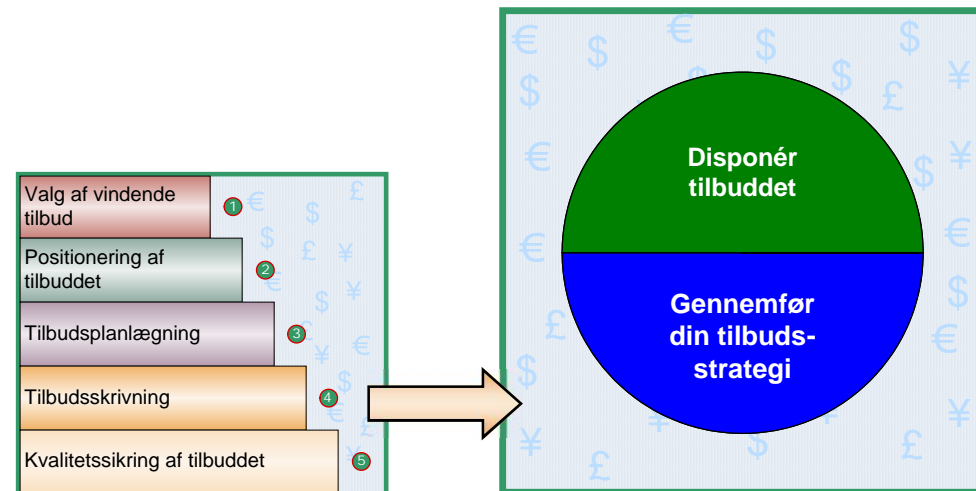 Valg af vindende
tilbud
1
Positionering af
tilbuddet
2
Tilbudsplanlægning
3
Tilbudsskrivning
4
Kvalitetssikring af tilbuddet
5
Disponér
tilbuddet
Gennemfør
din tilbuds-
strategi